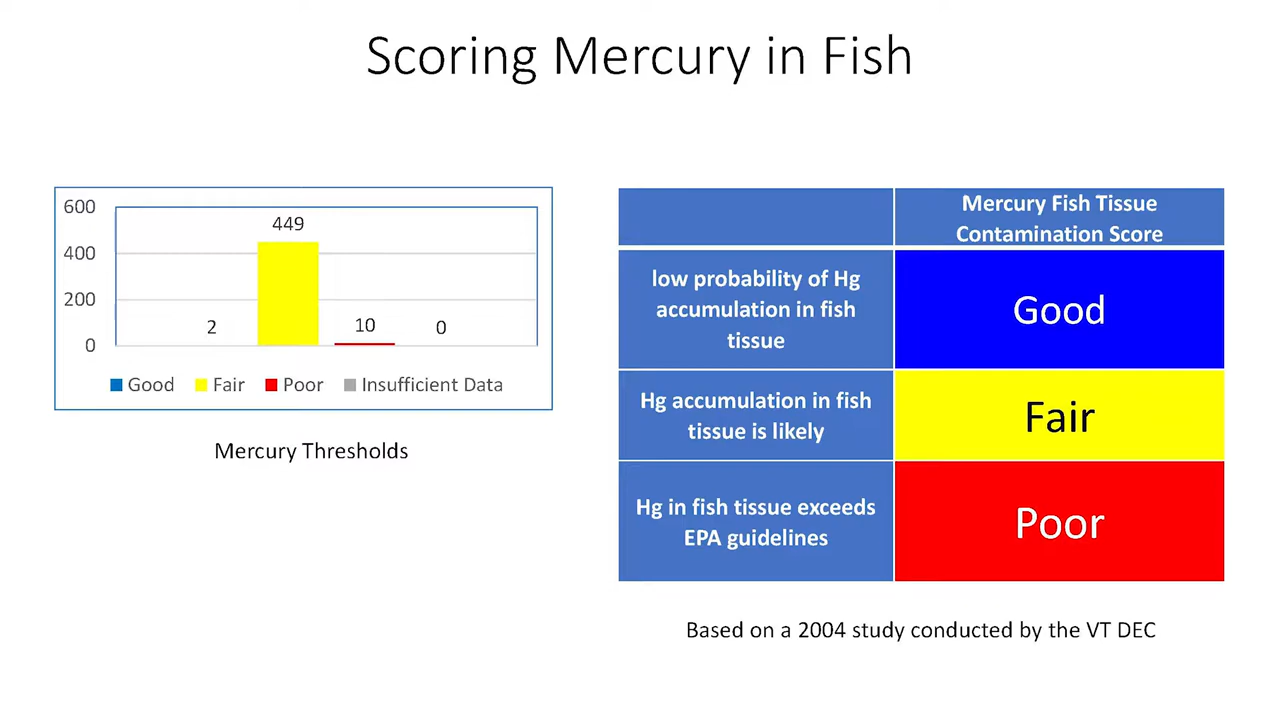 Scoring Mercury in Fish
600
400
200
0
449
2
10
0
Good
Fair
Poor
Insufficient Data
Mercury Thresholds
Mercury Fish Tissue
Contamination Score
low probability of Hg
accumulation in fish
tissue
Good
Hg accumulation in fish
tissue is likely
Fair
Hg in fish tissue exceeds
EPA guidelines
Poor
Based on a 2004 study conducted by the VT DEC